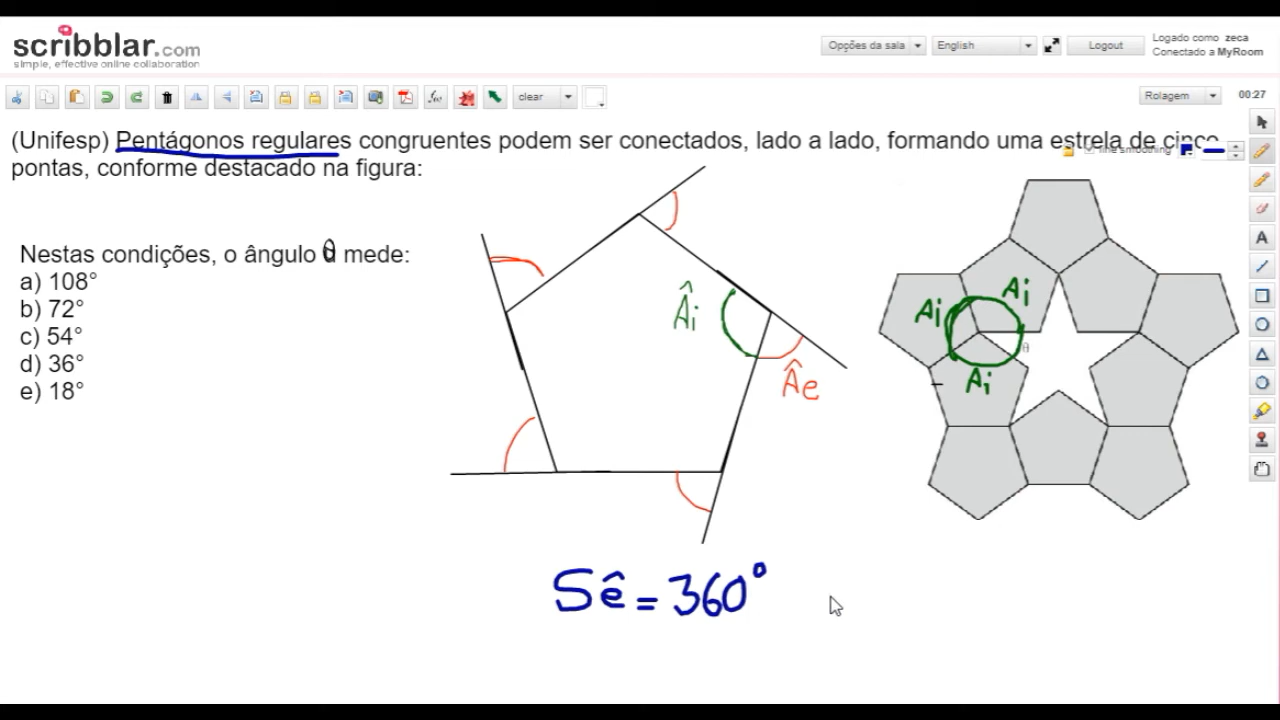 scribblar.com
simple, effective online collaboration
Opções da sala
English
Logout
Logado como zeca
Conectado a MyRoom
clear
Rolagem
00:27
(Unifesp) Pentágonos regulares congruentes podem ser conectados, lado a lado, formando uma estrela de cinco
line smoothing
pontas, conforme destacado na figura:
Nestas condições, o ângulo θ mede:
a) 108°
b) 72°
c) 54°
d) 36°
e) 18°
Âi
Âe
Ai
Ai
Ai
θ
Sê = 360°